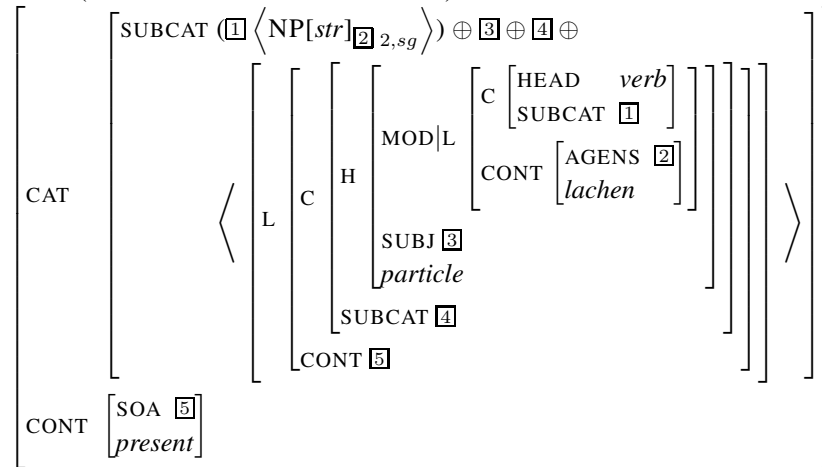 SUBCAT (1 ⟨NP[str]2 2,sg⟩) ⊕ 3 ⊕ 4 ⊕
C [HEAD verb
SUBCAT 1]
MOD|L
CONT [AGENS 2
lachen]
H
CAT ⟨ L C ⟩
SUBJ 3
particle
SUBCAT 4
CONT 5
CONT [SOA 5
present]